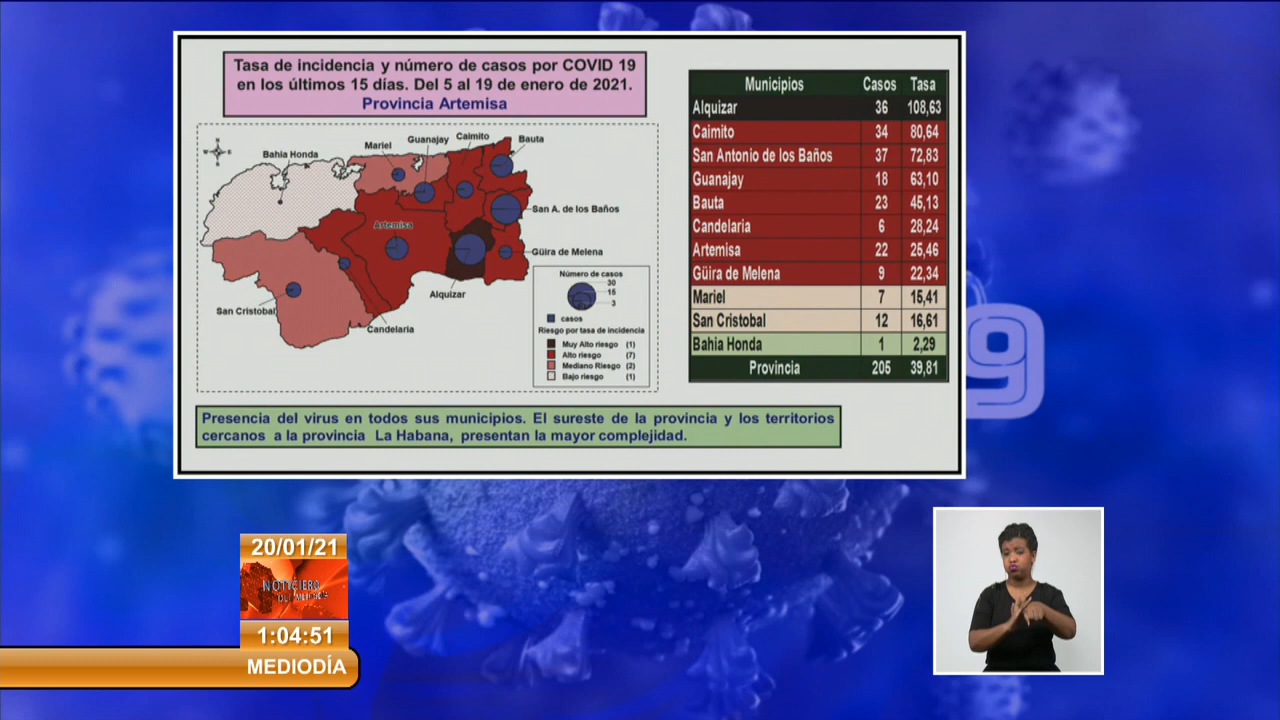 Tasa de incidencia y número de casos por COVID 19
en los últimos 15 días. Del 5 al 19 de enero de 2021.
Provincia Artemisa
Bahia Honda
Mariel
Guanajay
Caimito
Bauta
San A. de los Baños
Artemisa
Güira de Melena
Alquizar
San Cristobal
Candelaria
Número de casos
30
15
3
casos
Riesgo por tasa de incidencia
Muy Alto riesgo (1)
Alto riesgo (7)
Mediano Riesgo (2)
Bajo riesgo (1)
Municipios Casos Tasa
Alquizar 36 108,63
Caimito 34 80,64
San Antonio de los Baños 37 72,83
Guanajay 18 63,10
Bauta 23 45,13
Candelaria 6 28,24
Artemisa 22 25,46
Güira de Melena 9 22,34
Mariel 7 15,41
San Cristobal 12 16,61
Bahia Honda 1 2,29
Provincia 205 39,81
Presencia del virus en todos sus municipios. El sureste de la provincia y los territorios
cercanos a la provincia La Habana, presentan la mayor complejidad.
9
20/01/21
NOTICIERO
1:04:51
MEDIODÍA